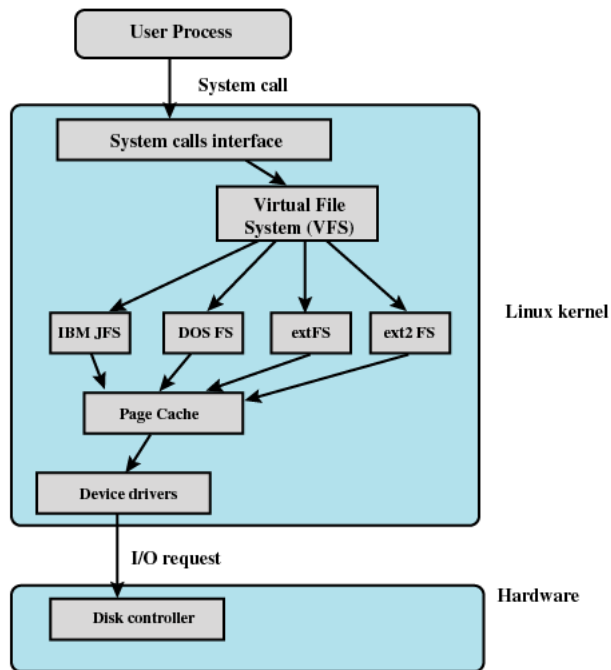 User Process
System call
System calls interface
Virtual File
System (VFS)
IBM JFS
DOS FS
extFS
ext2 FS
Linux kernel
Page Cache
Device drivers
I/O request
Hardware
Disk controller